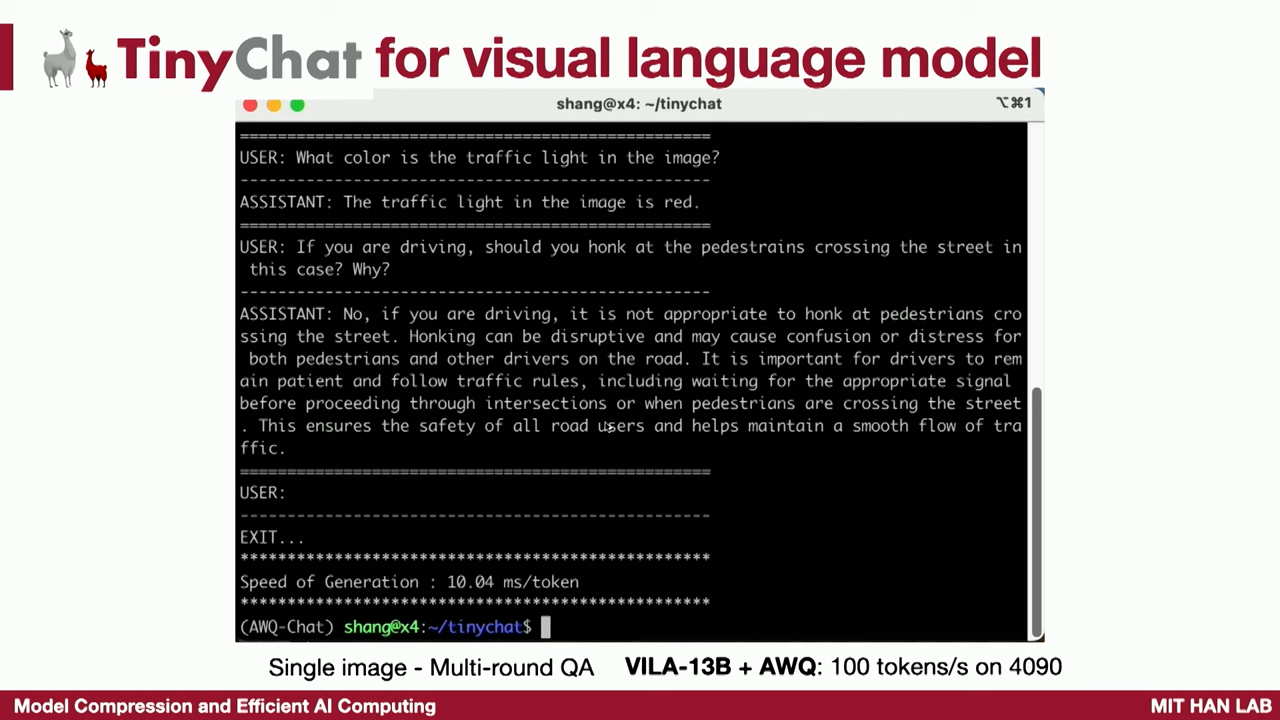 TinyChat for visual language model
shang@x4: ~/tinychat
⌥⌘1
==================================================
USER: What color is the traffic light in the image?
--------------------------------------------------
ASSISTANT: The traffic light in the image is red.
==================================================
USER: If you are driving, should you honk at the pedestrains crossing the street in
this case? Why?
--------------------------------------------------
ASSISTANT: No, if you are driving, it is not appropriate to honk at pedestrians cro
ssing the street. Honking can be disruptive and may cause confusion or distress for
both pedestrians and other drivers on the road. It is important for drivers to rem
ain patient and follow traffic rules, including waiting for the appropriate signal
before proceeding through intersections or when pedestrians are crossing the street
. This ensures the safety of all road users and helps maintain a smooth flow of tra
ffic.
==================================================
USER:
--------------------------------------------------
EXIT...
**************************************************
Speed of Generation : 10.04 ms/token
**************************************************
(AWQ-Chat) shang@x4:~/tinychat$
Single image - Multi-round QA VILA-13B + AWQ: 100 tokens/s on 4090
Model Compression and Efficient AI Computing
MIT HAN LAB